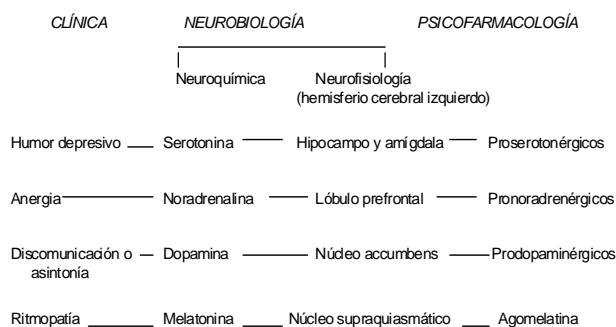 CLÍNICA NEUROBIOLOGÍA PSICOFARMACOLOGÍA
Neuroquímica Neurofisiología
(hemisferio cerebral izquierdo)
Humor depresivo Serotonina Hipocampo y amígdala Proserotonérgicos
Anergia Noradrenalina Lóbulo prefrontal Pronoradrenérgicos
Discomunicación o Dopamina Núcleo accumbens Prodopaminérgicos
asintonía
Ritmopatía Melatonina Núcleo supraquiasmático Agomelatina